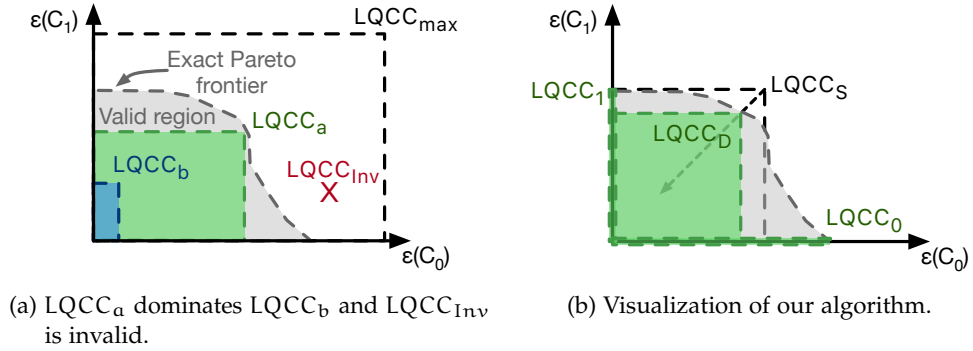 ε(C₁)
LQCCmax
Exact Pareto
frontier
Valid region
LQCCa
LQCCb
LQCCInv
X
ε(C₀)
(a) LQCCa dominates LQCCb and LQCCInv
is invalid.
ε(C₁)
LQCC₁
LQCCS
LQCCD
LQCC₀
ε(C₀)
(b) Visualization of our algorithm.